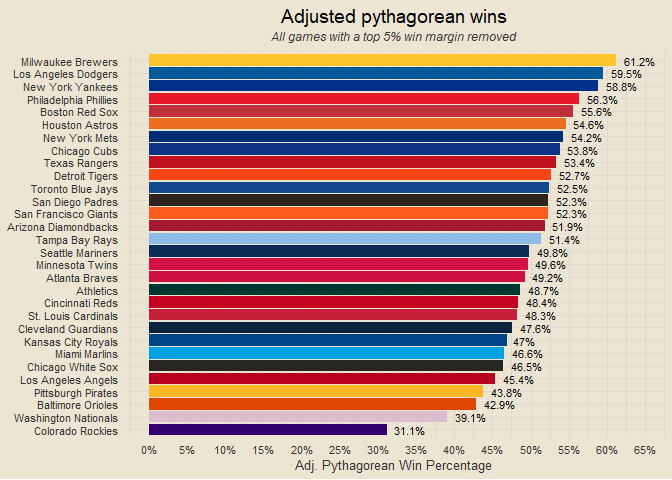 Adjusted pythagorean wins
All games with a top 5% win margin removed
Milwaukee Brewers 61.2%
Los Angeles Dodgers 59.5%
New York Yankees 58.8%
Philadelphia Phillies 56.3%
Boston Red Sox 55.6%
Houston Astros 54.6%
New York Mets 54.2%
Chicago Cubs 53.8%
Texas Rangers 53.4%
Detroit Tigers 52.7%
Toronto Blue Jays 52.5%
San Diego Padres 52.3%
San Francisco Giants 52.3%
Arizona Diamondbacks 51.9%
Tampa Bay Rays 51.4%
Seattle Mariners 49.8%
Minnesota Twins 49.6%
Atlanta Braves 49.2%
Athletics 48.7%
Cincinnati Reds 48.4%
St. Louis Cardinals 48.3%
Cleveland Guardians 47.6%
Kansas City Royals 47%
Miami Marlins 46.6%
Chicago White Sox 46.5%
Los Angeles Angels 45.4%
Pittsburgh Pirates 43.8%
Baltimore Orioles 42.9%
Washington Nationals 39.1%
Colorado Rockies 31.1%
0% 5% 10% 15% 20% 25% 30% 35% 40% 45% 50% 55% 60% 65%
Adj. Pythagorean Win Percentage